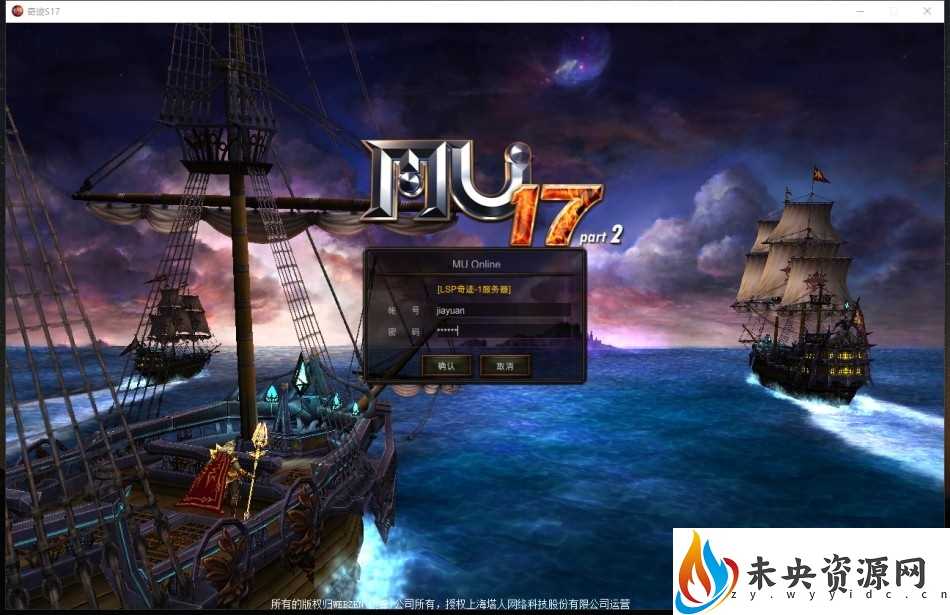 奇迹S17
MU
17 part 2
MU Online
[LSP奇迹-1服务器]
帐 号 jiayuan
密 码 ******
确认 取消
所有的版权归WEBZEN 公司所有，授权上海塔人网络科技股份有限公司运营
未央资源网
zy.wyyidc.cn